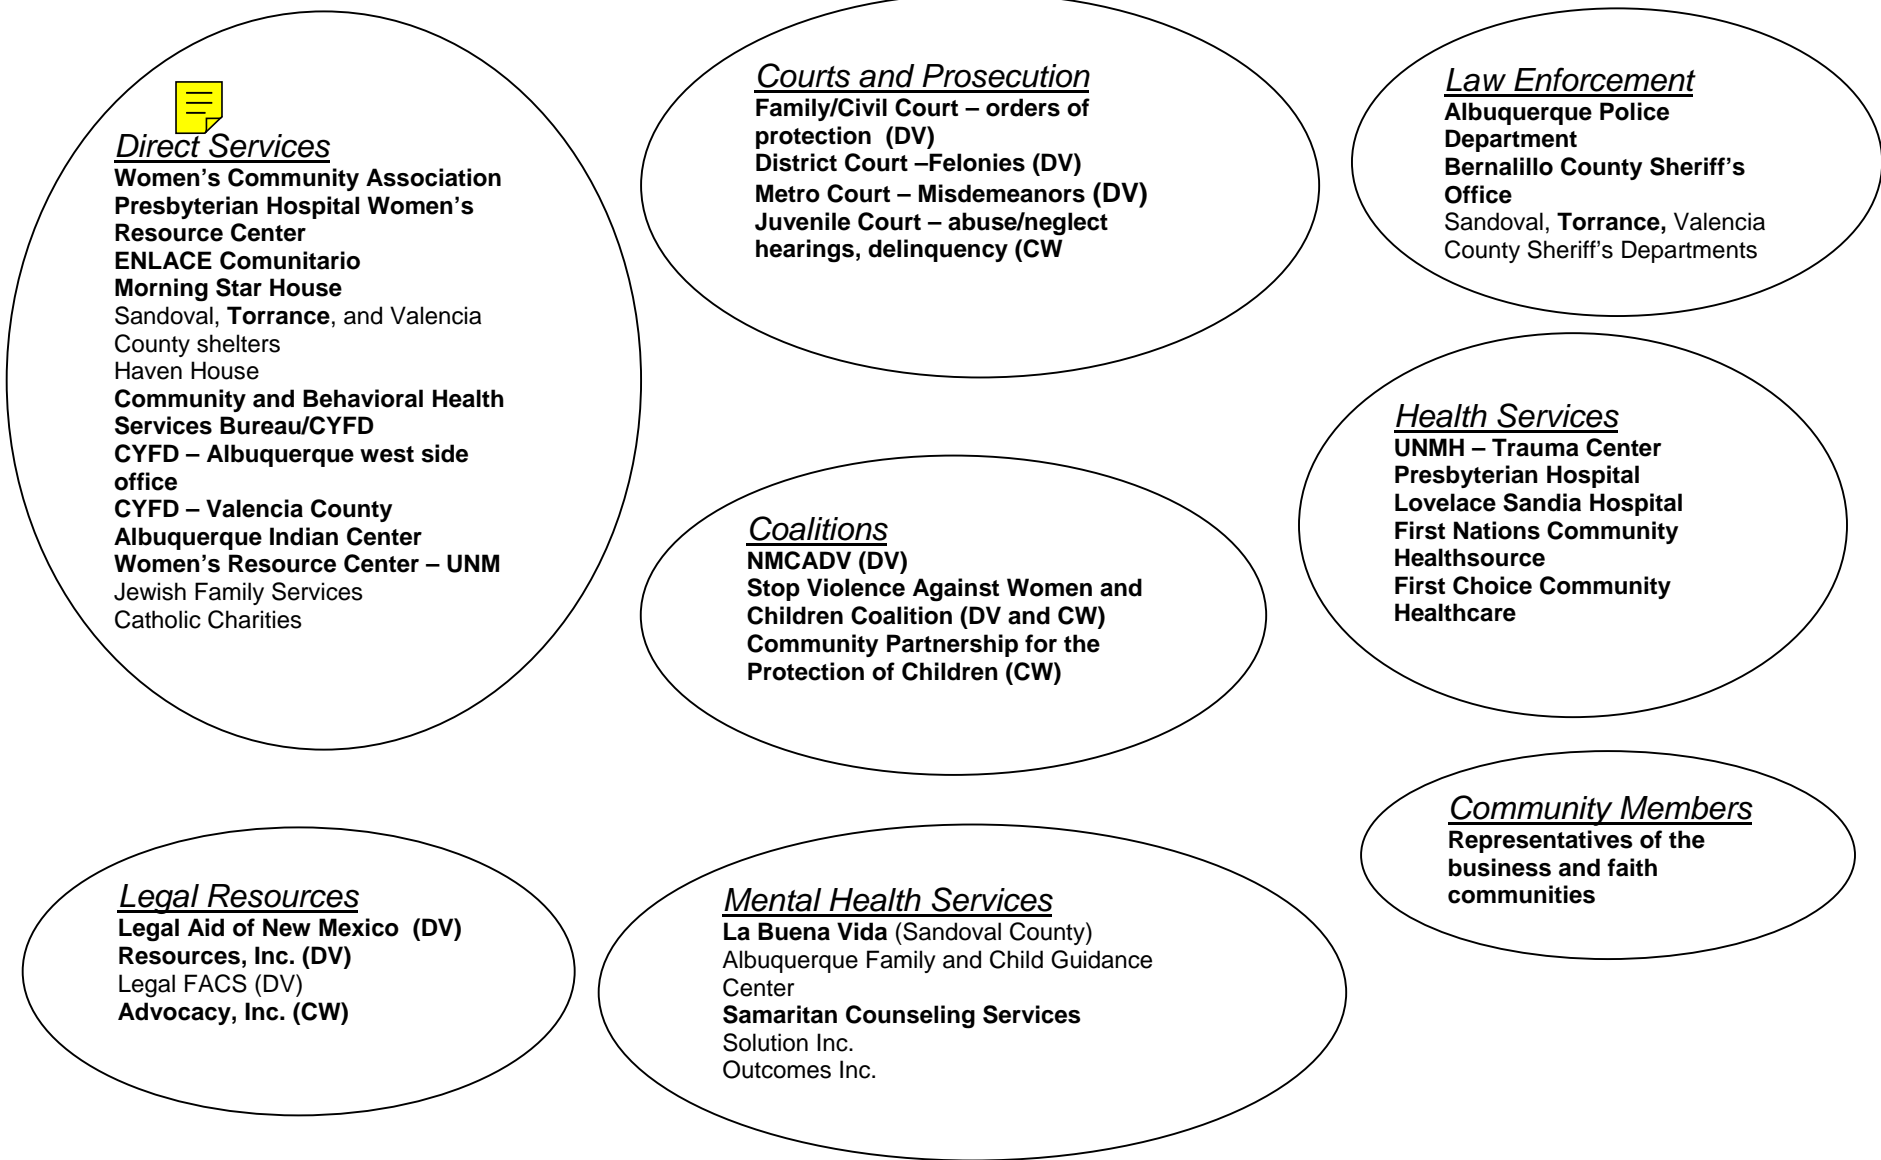 Direct Services
Women's Community Association
Presbyterian Hospital Women's
Resource Center
ENLACE Comunitario
Morning Star House
Sandoval, Torrance, and Valencia
County shelters
Haven House
Community and Behavioral Health
Services Bureau/CYFD
CYFD – Albuquerque west side
office
CYFD – Valencia County
Albuquerque Indian Center
Women's Resource Center – UNM
Jewish Family Services
Catholic Charities
Courts and Prosecution
Family/Civil Court – orders of
protection  (DV)
District Court –Felonies (DV)
Metro Court – Misdemeanors (DV)
Juvenile Court – abuse/neglect
hearings, delinquency (CW
Law Enforcement
Albuquerque Police
Department
Bernalillo County Sheriff's
Office
Sandoval, Torrance, Valencia
County Sheriff's Departments
Coalitions
NMCADV (DV)
Stop Violence Against Women and
Children Coalition (DV and CW)
Community Partnership for the
Protection of Children (CW)
Health Services
UNMH – Trauma Center
Presbyterian Hospital
Lovelace Sandia Hospital
First Nations Community
Healthsource
First Choice Community
Healthcare
Legal Resources
Legal Aid of New Mexico  (DV)
Resources, Inc. (DV)
Legal FACS (DV)
Advocacy, Inc. (CW)
Mental Health Services
La Buena Vida (Sandoval County)
Albuquerque Family and Child Guidance
Center
Samaritan Counseling Services
Solution Inc.
Outcomes Inc.
Community Members
Representatives of the
business and faith
communities